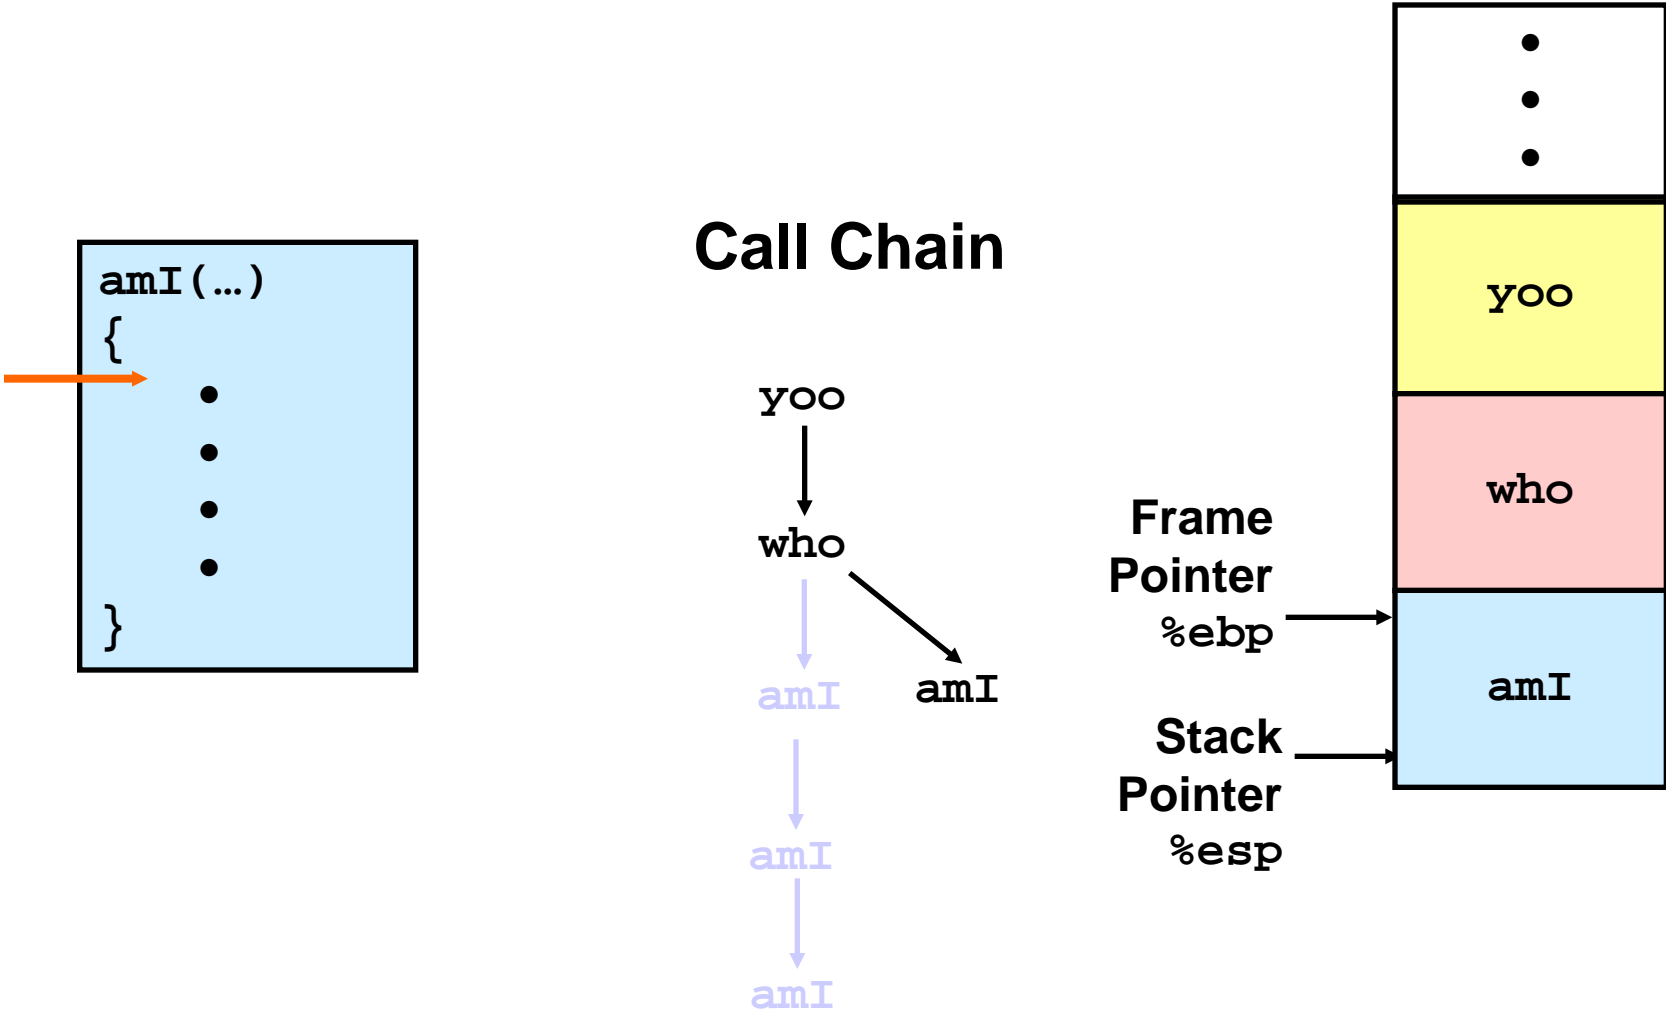 amI(…)
{
•
•
•
•
}
Call Chain
yoo
who
amI
amI
amI
amI
Frame
Pointer
%ebp
Stack
Pointer
%esp
•
•
•
yoo
who
amI